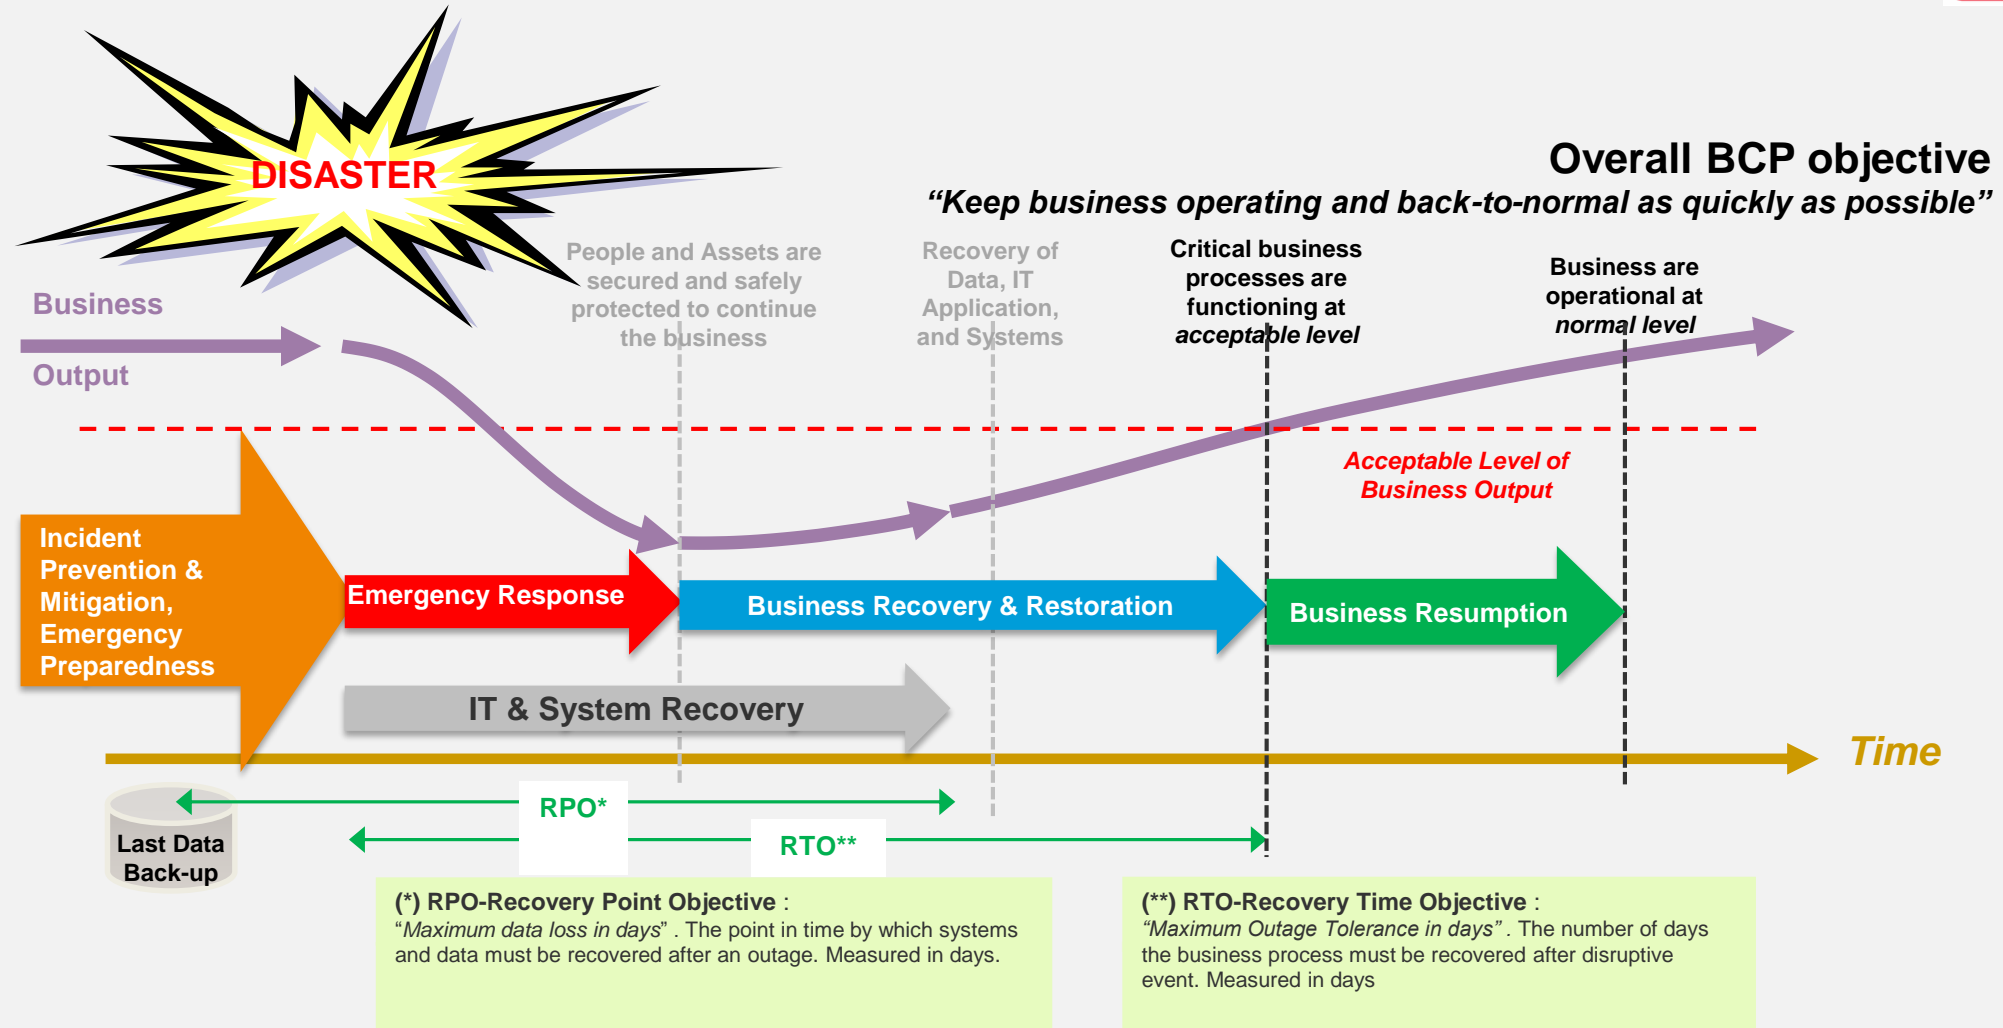 DISASTER
Overall BCP objective
“Keep business operating and back-to-normal as quickly as possible”
People and Assets are
secured and safely
protected to continue
the business
Recovery of
Data, IT
Application,
and Systems
Critical business
processes are
functioning at
acceptable level
Business are
operational at
normal level
Business
Output
Acceptable Level of
Business Output
Incident
Prevention &
Mitigation,
Emergency
Preparedness
Emergency Response
Business Recovery & Restoration
Business Resumption
IT & System Recovery
Time
Last Data
Back-up
RPO*
RTO**
(*) RPO-Recovery Point Objective :
“Maximum data loss in days” . The point in time by which systems
and data must be recovered after an outage. Measured in days.
(**) RTO-Recovery Time Objective :
“Maximum Outage Tolerance in days” . The number of days
the business process must be recovered after disruptive
event. Measured in days